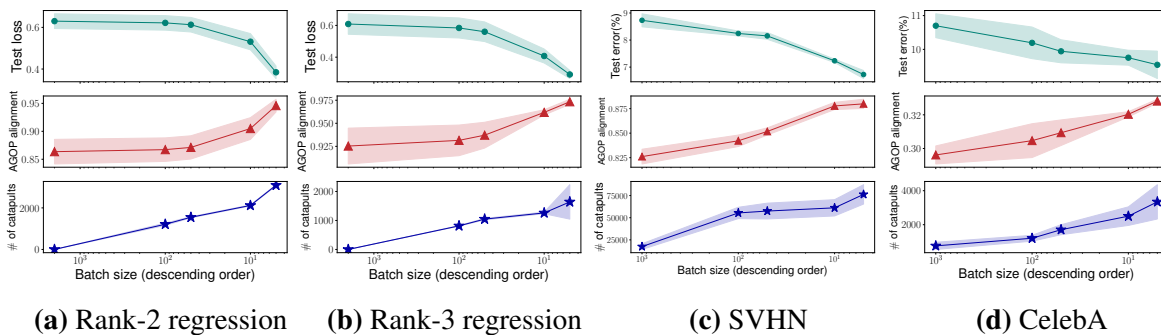 Test loss
0.6
0.4
AGOP alignment
0.95
0.90
0.85
# of catapults
2000
0
10³ 10² 10¹
Batch size (descending order)
(a) Rank-2 regression
Test loss
0.6
0.4
AGOP alignment
0.975
0.950
0.925
# of catapults
2000
1000
0
10³ 10² 10¹
Batch size (descending order)
(b) Rank-3 regression
Test error(%)
9
8
7
AGOP alignment
0.875
0.850
0.825
# of catapults
75000
50000
25000
10³ 10² 10¹
Batch size (descending order)
(c) SVHN
Test error(%)
11
10
AGOP alignment
0.32
0.30
# of catapults
4000
2000
10³ 10² 10¹
Batch size (descending order)
(d) CelebA